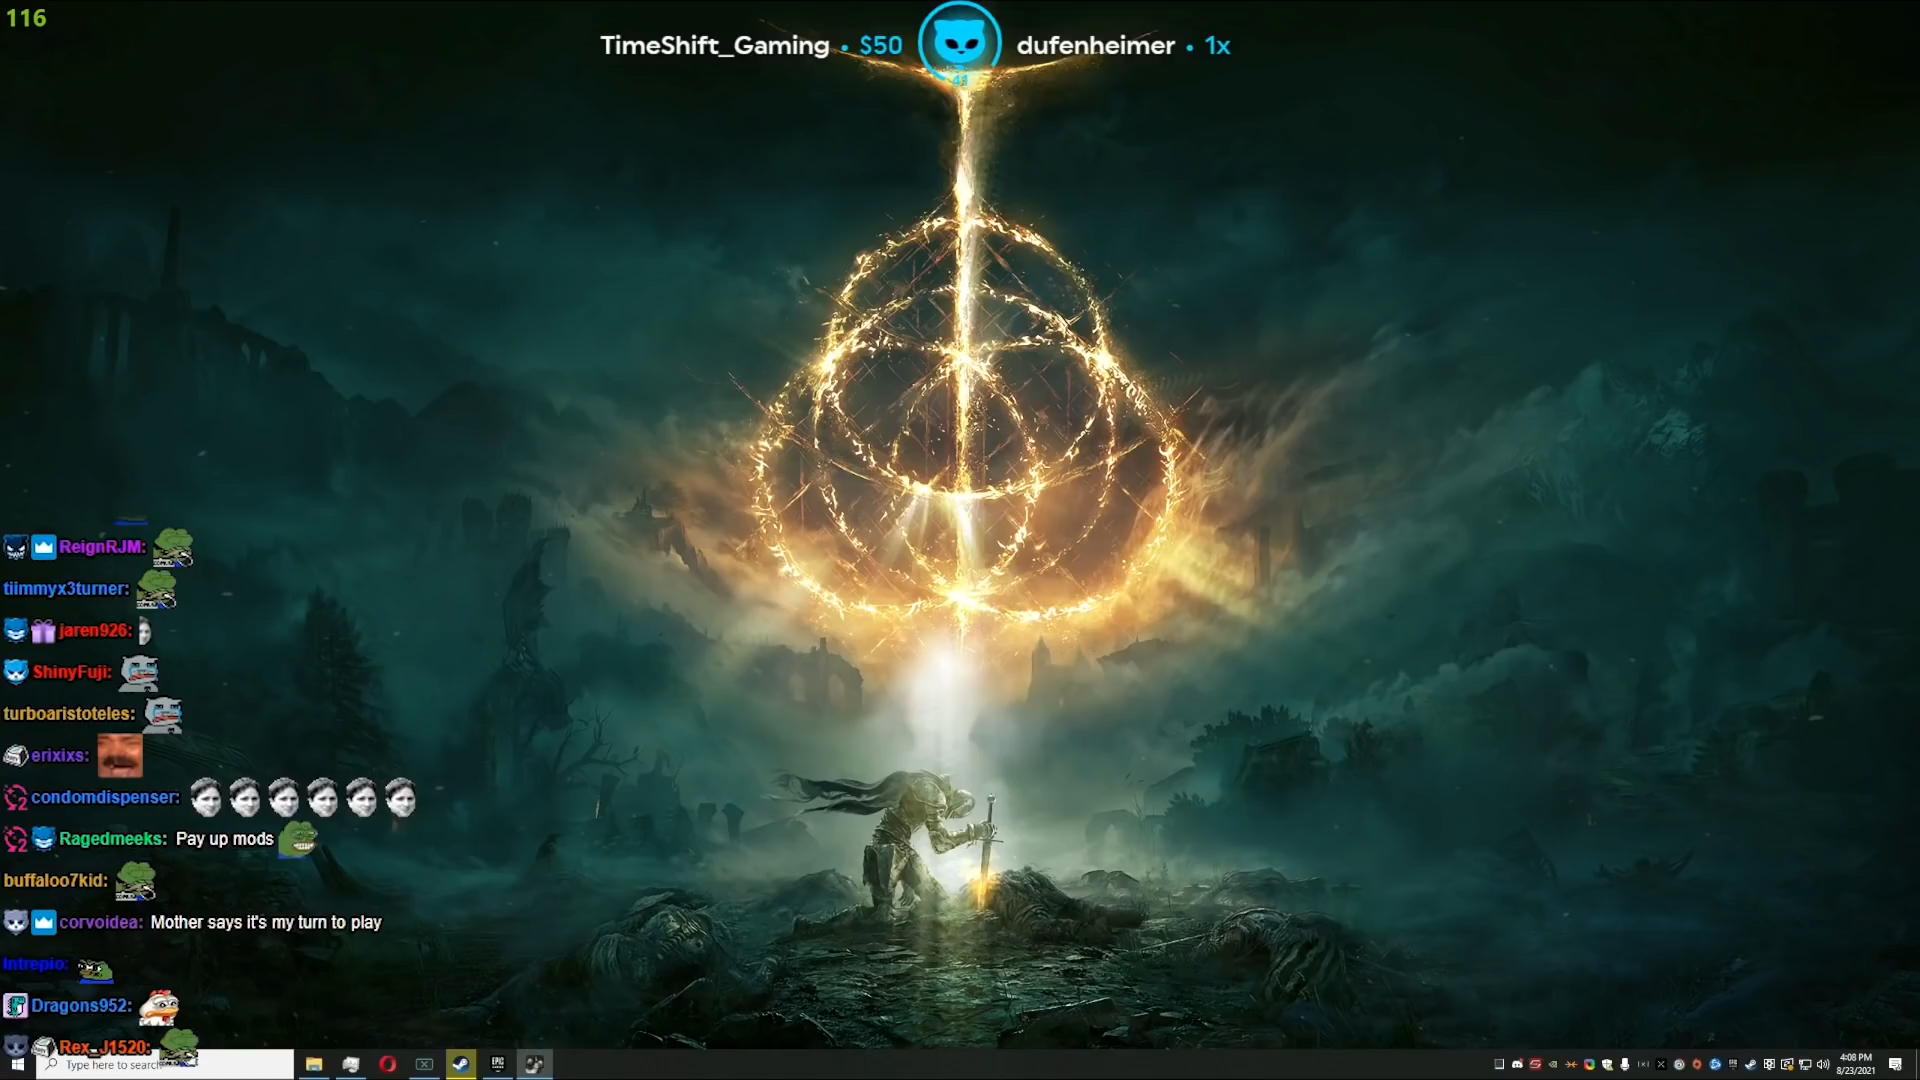 116
TimeShift_Gaming • $50 dufenheimer • 1x
41
ReignRJM:
tiimmyx3turner:
jaren926:
ShinyFuji:
turboaristoteles:
erixixs:
condomdispenser:
Ragedmeeks: Pay up mods
buffaloo7kid:
corvoidea: Mother says it's my turn to play
Intrepio:
Dragons952:
Rex_J1520:
Type here to search
EPIC
4:08 PM
8/23/2021